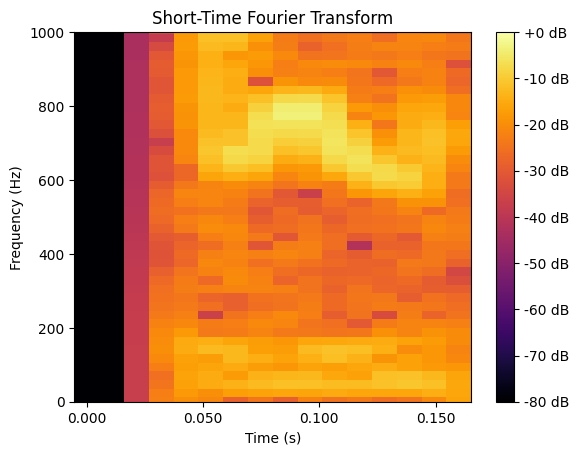 Short-Time Fourier Transform
1000
800
600
400
200
0
Frequency (Hz)
0.000
0.050
0.100
0.150
Time (s)
+0 dB
-10 dB
-20 dB
-30 dB
-40 dB
-50 dB
-60 dB
-70 dB
-80 dB